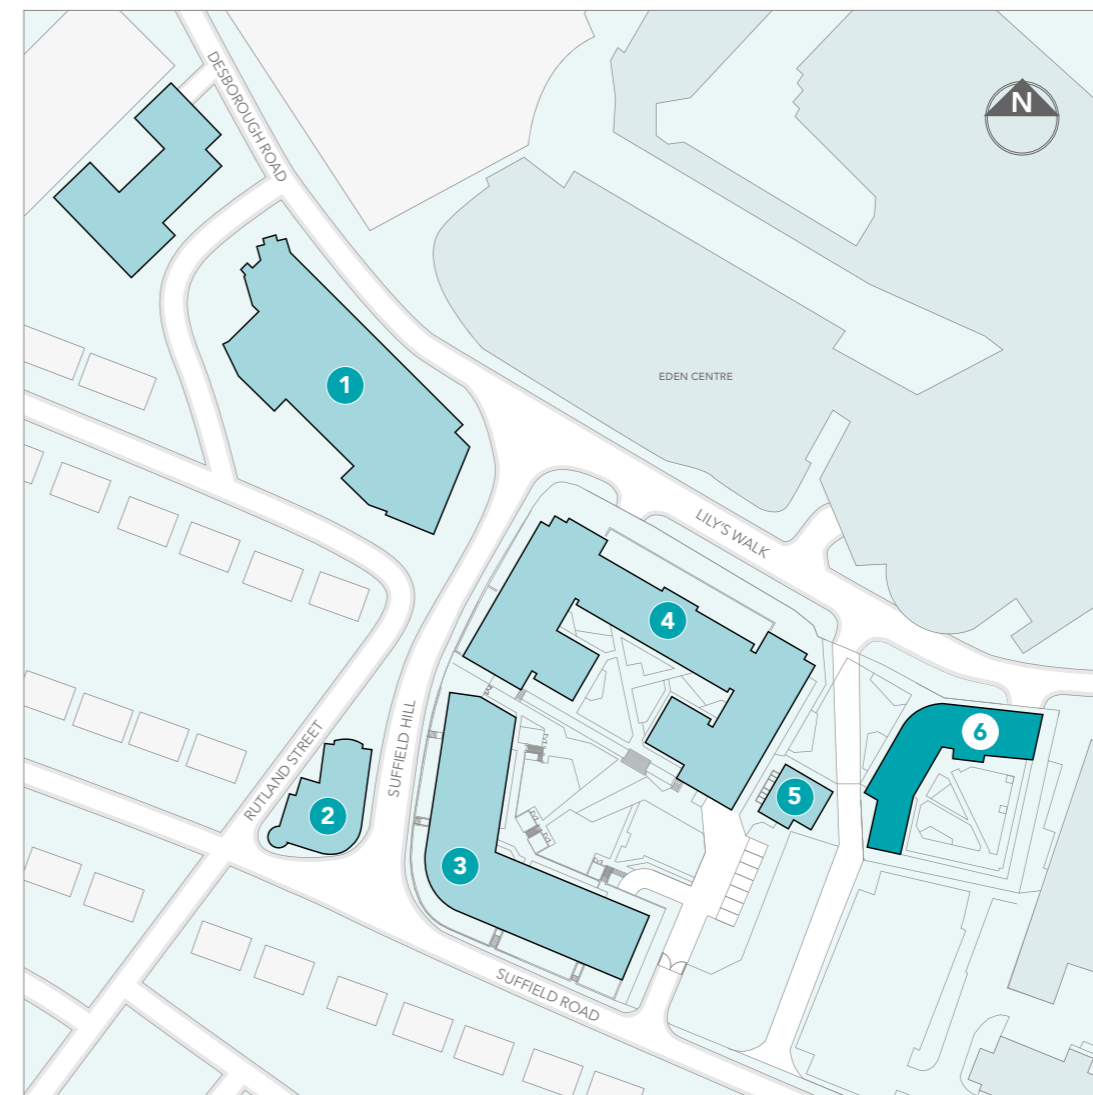 DESBOROUGH ROAD
N
EDEN CENTRE
1
LILY'S WALK
4
SUFFIELD HILL
6
RUTLAND STREET
5
2
3
SUFFIELD ROAD